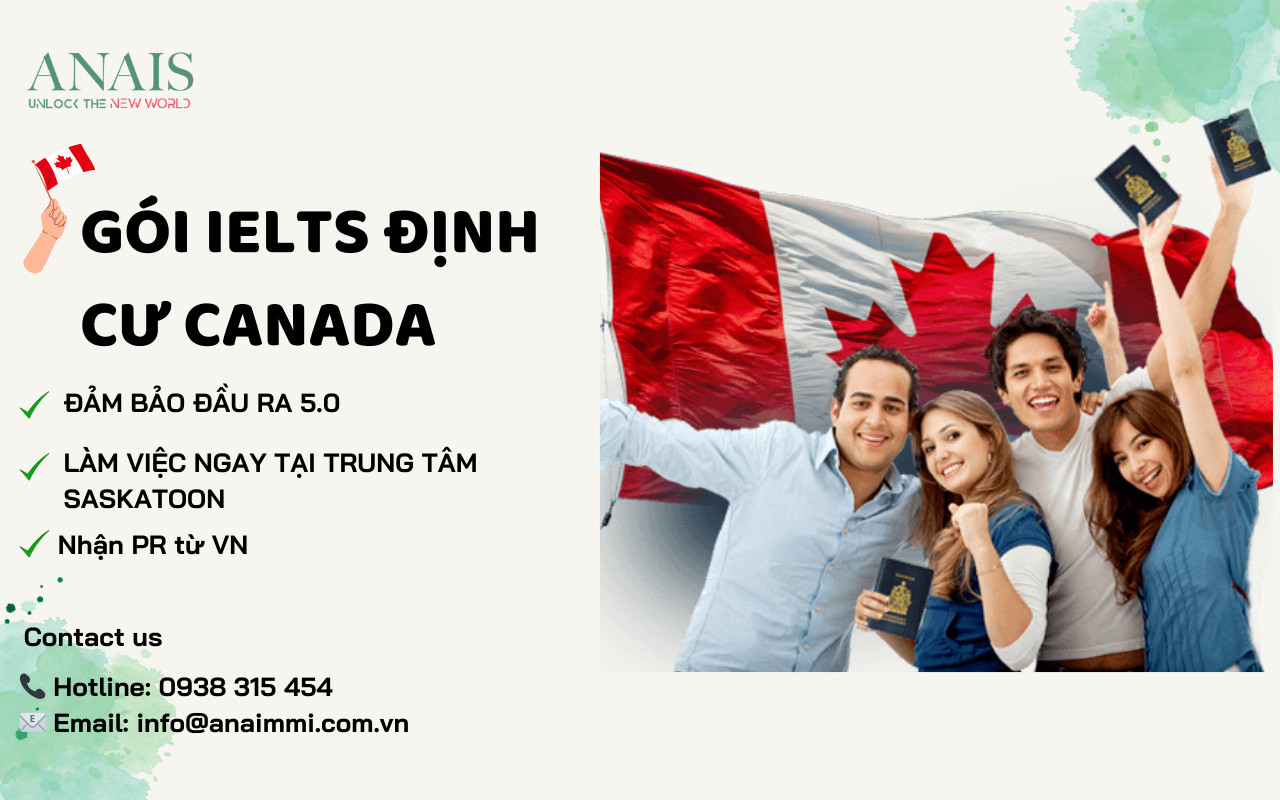 ANAIS
UNLOCK THE NEW WORLD
GÓI IELTS ĐỊNH
CƯ CANADA
ĐẢM BẢO ĐẦU RA 5.0
LÀM VIỆC NGAY TẠI TRUNG TÂM
SASKATOON
Nhận PR từ VN
Contact us
Hotline: 0938 315 454
Email: info@anaimmi.com.vn